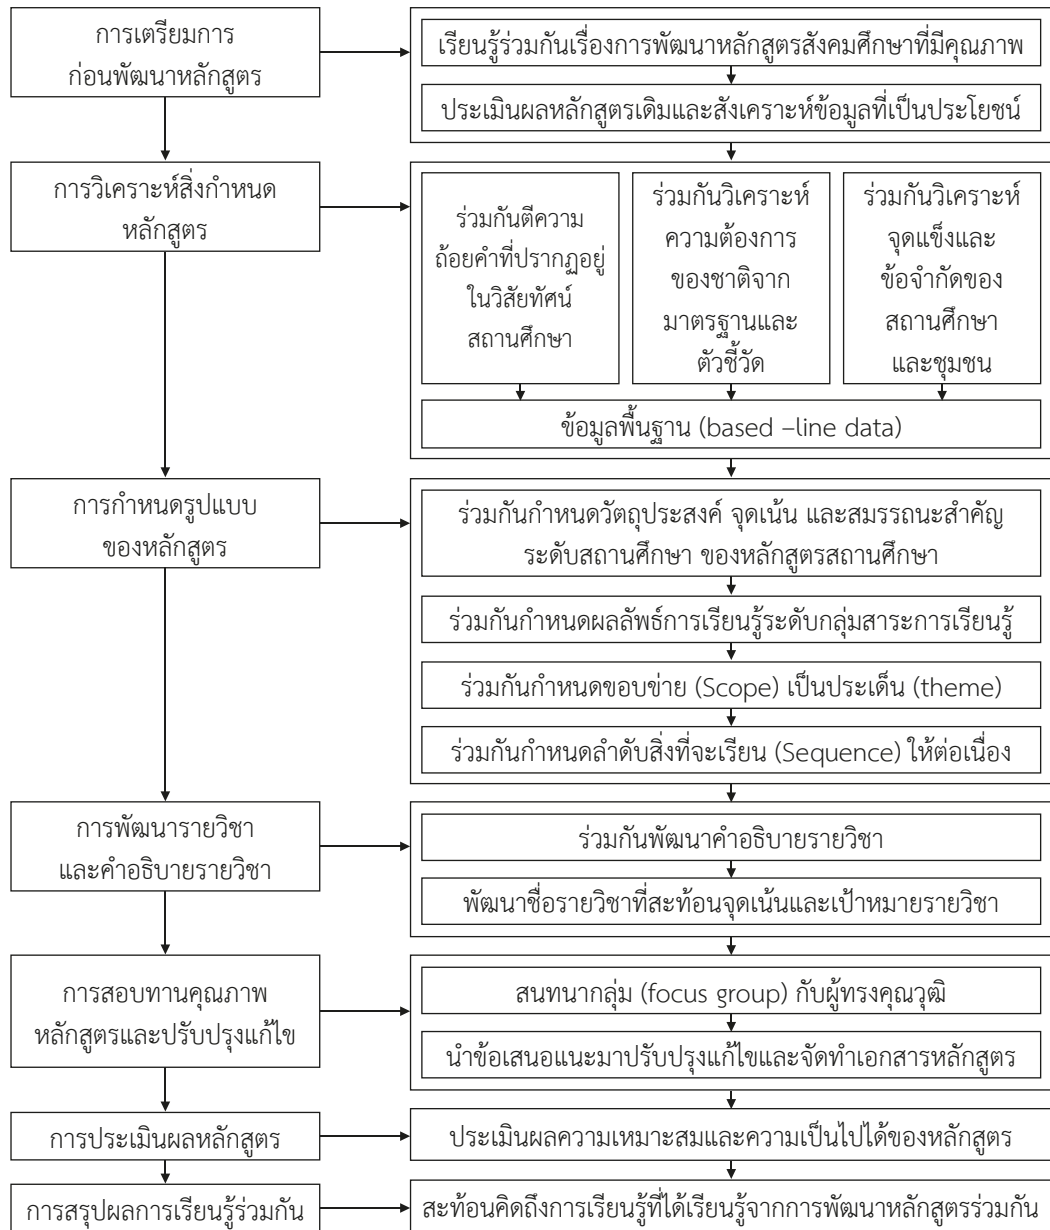 การเตรียมการ
ก่อนพัฒนาหลักสูตร
เรียนรู้ร่วมกันเรื่องการพัฒนาหลักสูตรสังคมศึกษาที่มีคุณภาพ
ประเมินผลหลักสูตรเดิมและสังเคราะห์ข้อมูลที่เป็นประโยชน์
การวิเคราะห์สิ่งกำหนด
หลักสูตร
ร่วมกันตีความ
ถ้อยคำที่ปรากฏอยู่
ในวิสัยทัศน์
สถานศึกษา
ร่วมกันวิเคราะห์
ความต้องการ
ของชาติจาก
มาตรฐานและ
ตัวชี้วัด
ร่วมกันวิเคราะห์
จุดแข็งและ
ข้อจำกัดของ
สถานศึกษา
และชุมชน
ข้อมูลพื้นฐาน (based –line data)
การกำหนดรูปแบบ
ของหลักสูตร
ร่วมกันกำหนดวัตถุประสงค์ จุดเน้น และสมรรถนะสำคัญ
ระดับสถานศึกษา ของหลักสูตรสถานศึกษา
ร่วมกันกำหนดผลลัพธ์การเรียนรู้ระดับกลุ่มสาระการเรียนรู้
ร่วมกันกำหนดขอบข่าย (Scope) เป็นประเด็น (theme)
ร่วมกันกำหนดลำดับสิ่งที่จะเรียน (Sequence) ให้ต่อเนื่อง
การพัฒนารายวิชา
และคำอธิบายรายวิชา
ร่วมกันพัฒนาคำอธิบายรายวิชา
พัฒนาชื่อรายวิชาที่สะท้อนจุดเน้นและเป้าหมายรายวิชา
การสอบทานคุณภาพ
หลักสูตรและปรับปรุงแก้ไข
สนทนากลุ่ม (focus group) กับผู้ทรงคุณวุฒิ
นำข้อเสนอแนะมาปรับปรุงแก้ไขและจัดทำเอกสารหลักสูตร
การประเมินผลหลักสูตร
ประเมินผลความเหมาะสมและความเป็นไปได้ของหลักสูตร
การสรุปผลการเรียนรู้ร่วมกัน
สะท้อนคิดถึงการเรียนรู้ที่ได้เรียนรู้จากการพัฒนาหลักสูตรร่วมกัน